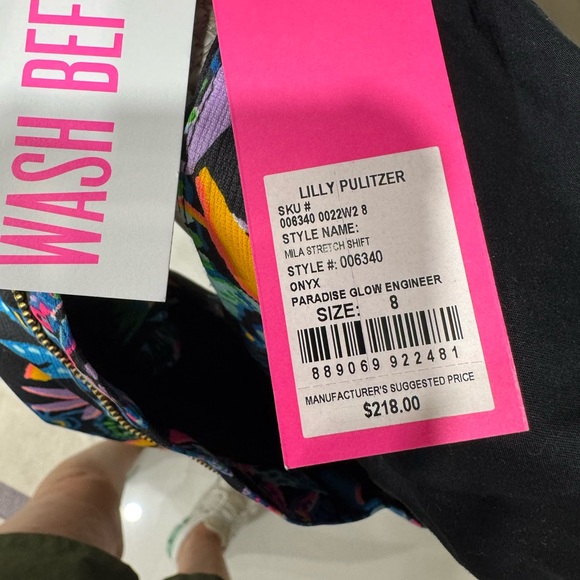 WASH BEF
LILLY PULITZER
SKU #
006340 0022W2 8
STYLE NAME:
MILA STRETCH SHIFT
STYLE #: 006340
ONYX
PARADISE GLOW ENGINEER
SIZE: 8
889069 922481
MANUFACTURER'S SUGGESTED PRICE
$218.00